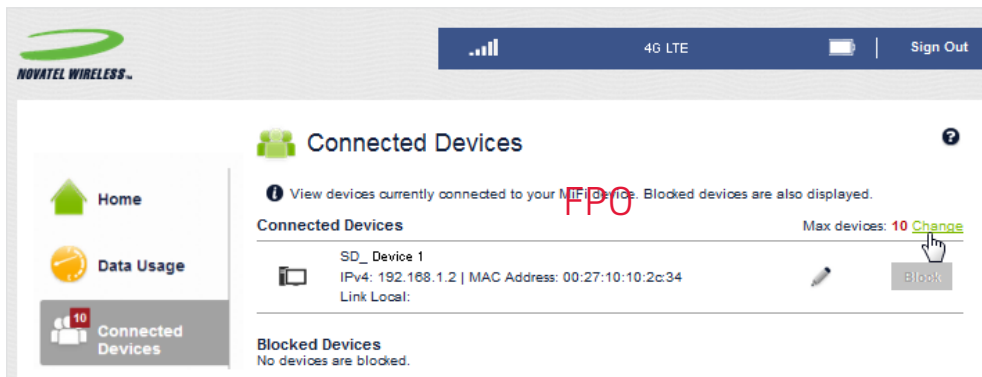 NOVATEL WIRELESS™
4G LTE
Sign Out
Connected Devices
Home
Data Usage
10
Connected
Devices
View devices currently connected to your MiFi device. Blocked devices are also displayed.
FPO
Connected Devices
Max devices: 10 Change
SD_ Device 1
IPv4: 192.168.1.2 | MAC Address: 00:27:10:10:2c:34
Link Local:
Block
Blocked Devices
No devices are blocked.